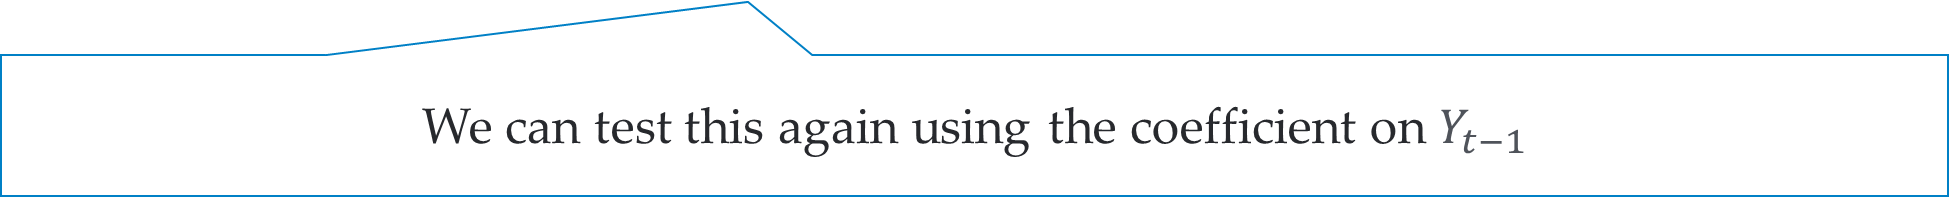 We can test this again using the coefficient on Y_{t−1}